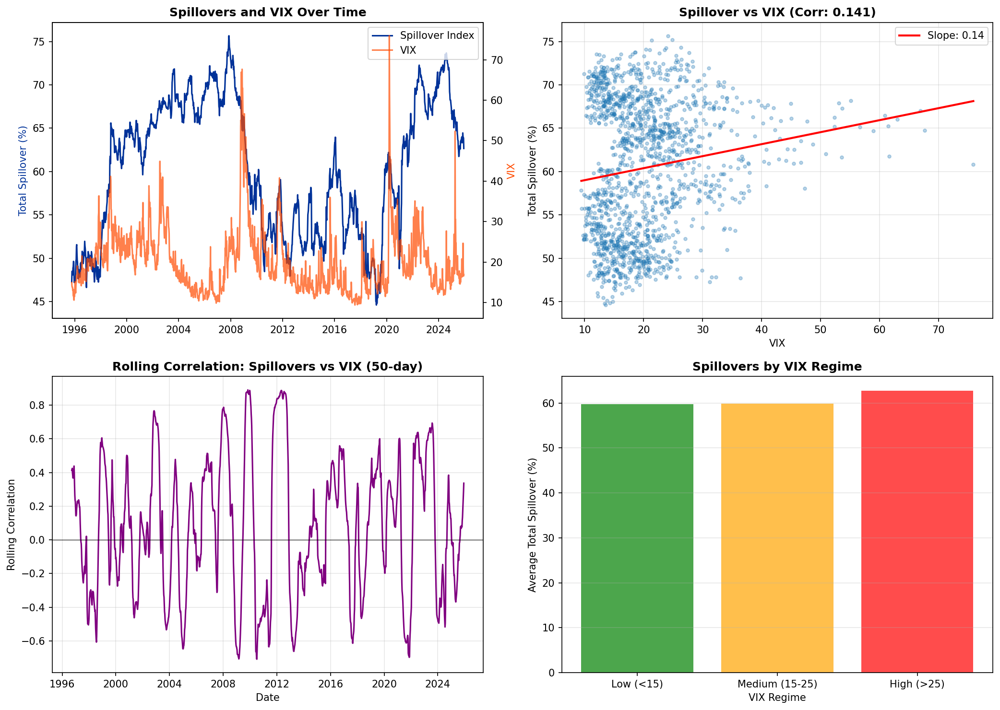 Spillovers and VIX Over Time
Spillover Index
VIX
Total Spillover (%)
75
70
65
60
55
50
45
70
60
50
40
30
20
10
VIX
1996 2000 2004 2008 2012 2016 2020 2024
Spillover vs VIX (Corr: 0.141)
Slope: 0.14
Total Spillover (%)
75
70
65
60
55
50
45
10 20 30 40 50 60 70
VIX
Rolling Correlation: Spillovers vs VIX (50-day)
Rolling Correlation
0.8
0.6
0.4
0.2
0.0
−0.2
−0.4
−0.6
1996 2000 2004 2008 2012 2016 2020 2024
Date
Spillovers by VIX Regime
Average Total Spillover (%)
60
50
40
30
20
10
0
Low (<15) Medium (15-25) High (>25)
VIX Regime